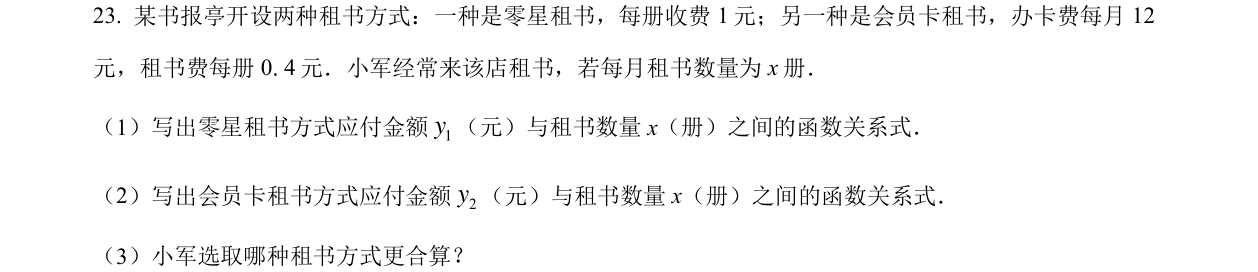 23. 某书报亭开设两种租书方式：一种是零星租书，每册收费 1 元；另一种是会员卡租书，办卡费每月 12
元，租书费每册 0.4 元．小军经常来该店租书，若每月租书数量为 x 册．
（1）写出零星租书方式应付金额 y₁（元）与租书数量 x（册）之间的函数关系式．
（2）写出会员卡租书方式应付金额 y₂（元）与租书数量 x（册）之间的函数关系式．
（3）小军选取哪种租书方式更合算？